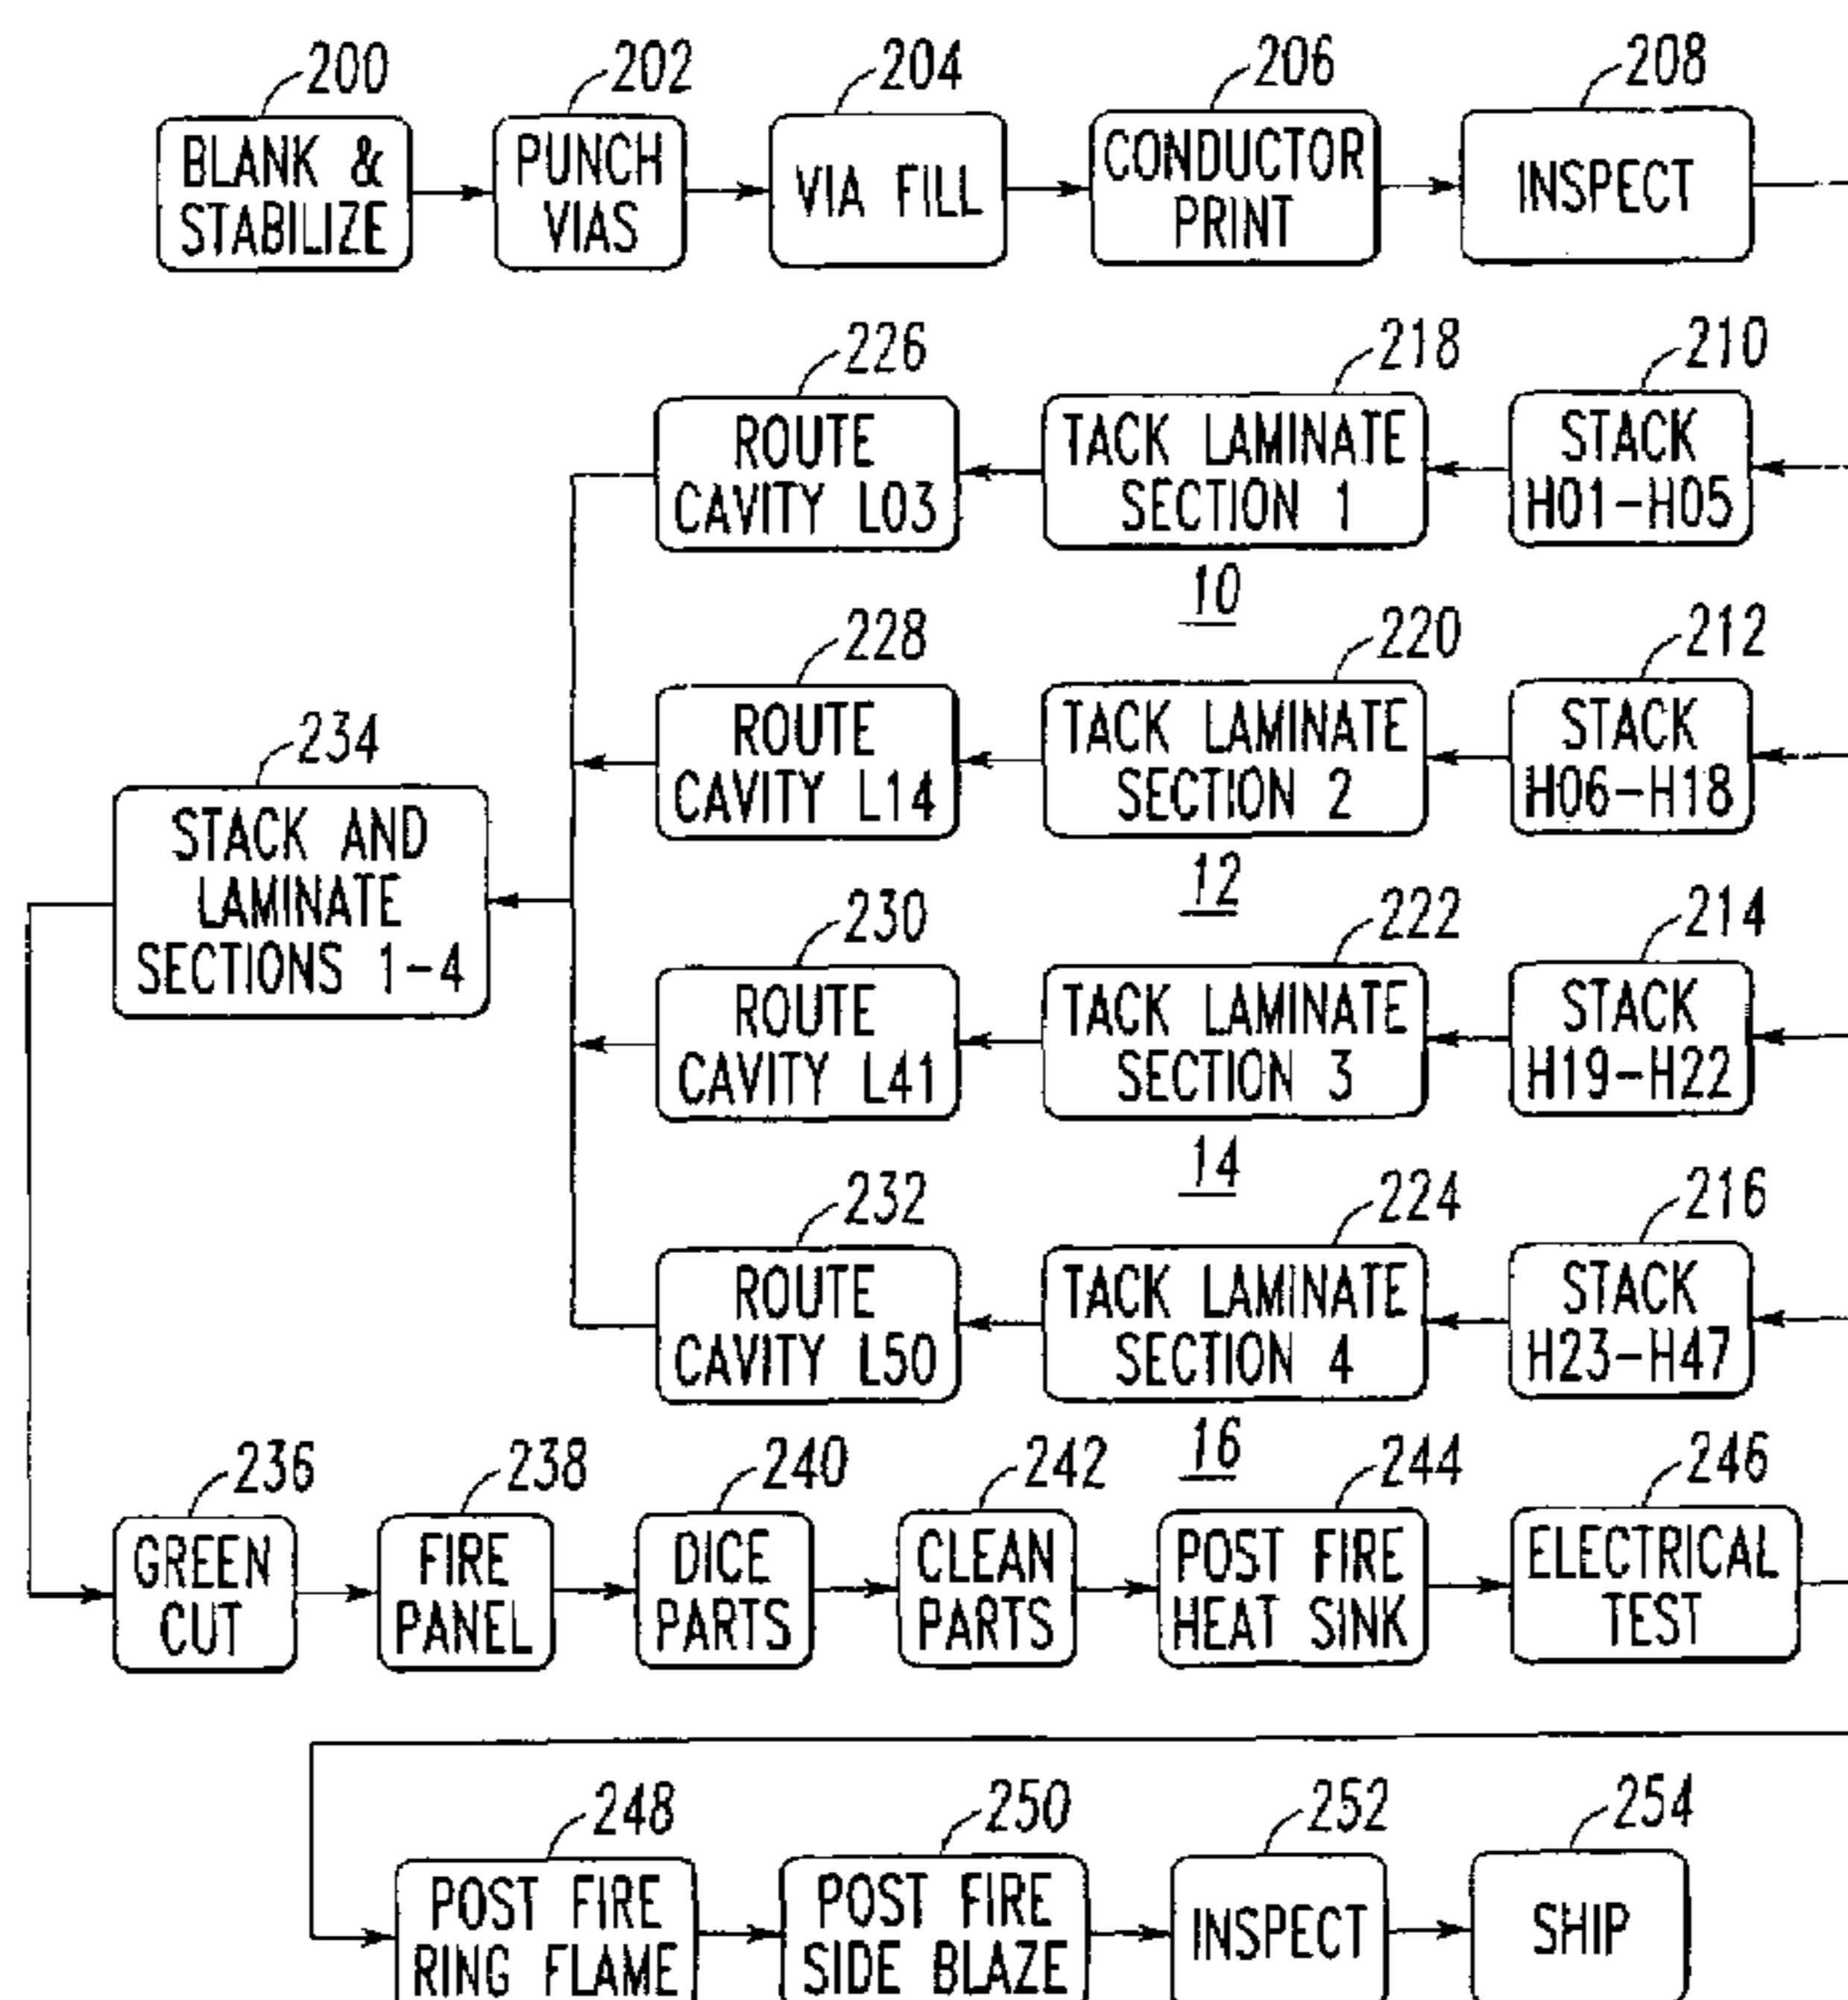 200
202
204
206
208
BLANK &
STABILIZE
PUNCH
VIAS
VIA FILL
CONDUCTOR
PRINT
INSPECT
226
218
210
ROUTE
CAVITY L03
TACK LAMINATE
SECTION 1
STACK
H01-H05
10
228
220
212
ROUTE
CAVITY L14
TACK LAMINATE
SECTION 2
STACK
H06-H18
12
234
STACK AND
LAMINATE
SECTIONS 1-4
230
222
214
ROUTE
CAVITY L41
TACK LAMINATE
SECTION 3
STACK
H19-H22
14
232
224
216
ROUTE
CAVITY L50
TACK LAMINATE
SECTION 4
STACK
H23-H47
16
236
238
240
242
244
246
GREEN
CUT
FIRE
PANEL
DICE
PARTS
CLEAN
PARTS
POST FIRE
HEAT SINK
ELECTRICAL
TEST
248
250
252
254
POST FIRE
RING FLAME
POST FIRE
SIDE BLAZE
INSPECT
SHIP